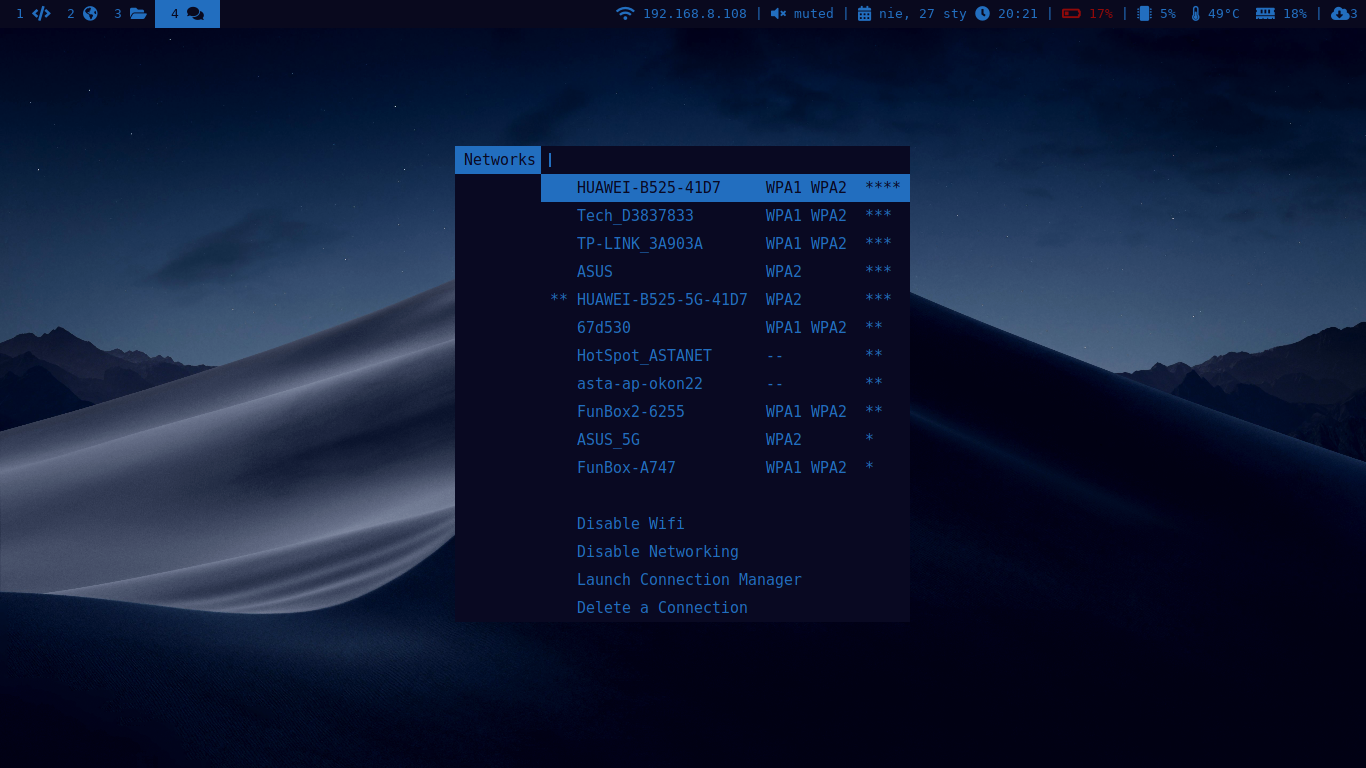 1 2 3 4 192.168.8.108 | muted | nie, 27 sty 20:21 | 17% | 5% 49°C 18% | 3
Networks
HUAWEI-B525-41D7 WPA1 WPA2 ****
Tech_D3837833 WPA1 WPA2 ***
TP-LINK_3A903A WPA1 WPA2 ***
ASUS WPA2 ***
** HUAWEI-B525-5G-41D7 WPA2 ***
67d530 WPA1 WPA2 **
HotSpot_ASTANET -- **
asta-ap-okon22 -- **
FunBox2-6255 WPA1 WPA2 **
ASUS_5G WPA2 *
FunBox-A747 WPA1 WPA2 *
Disable Wifi
Disable Networking
Launch Connection Manager
Delete a Connection